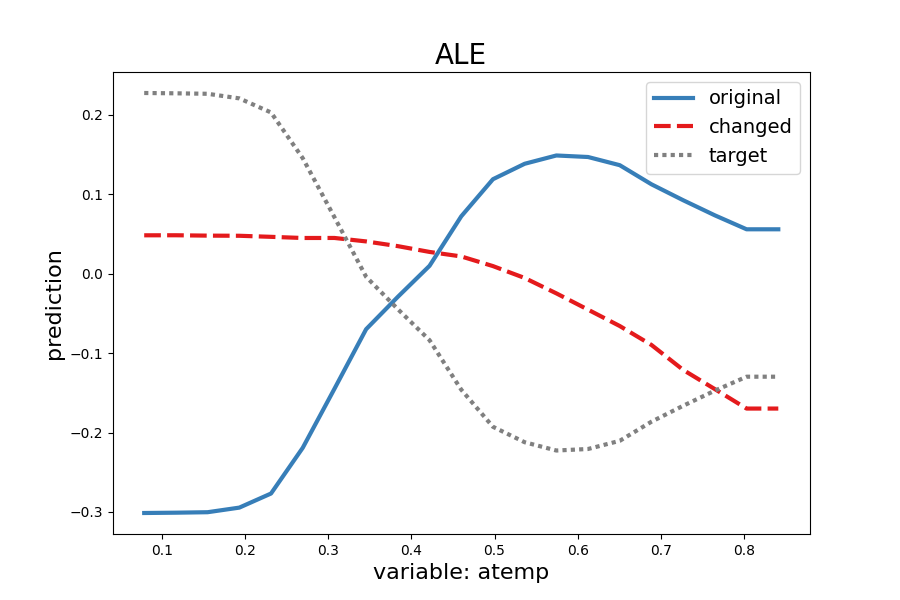 ALE
original
changed
target
0.2
0.1
0.0
−0.1
−0.2
−0.3
prediction
0.1 0.2 0.3 0.4 0.5 0.6 0.7 0.8
variable: atemp